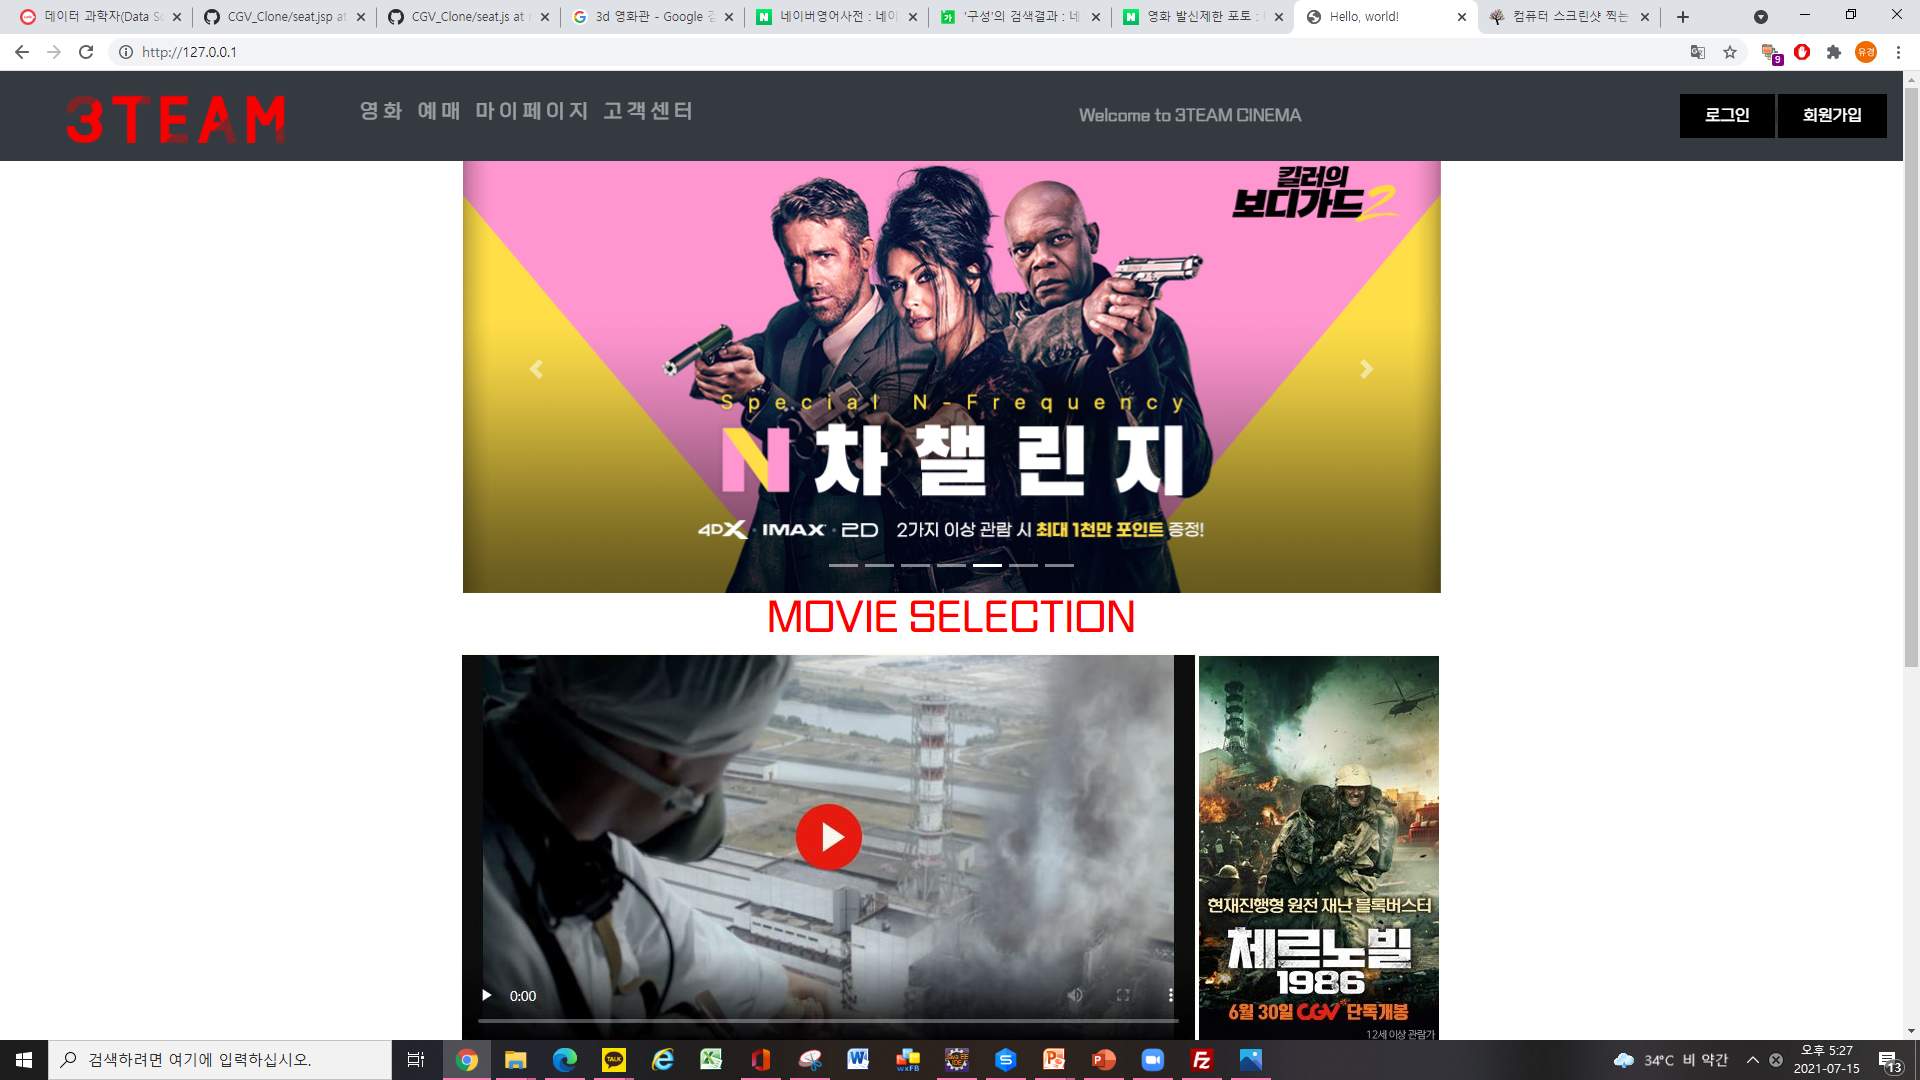 데이터 과학자(Data Sc
CGV_Clone/seat.jsp at
CGV_Clone/seat.js at
3d 영화관 - Google 검
네이버영어사전 : 네이
'구성'의 검색결과 : 네
영화 발신제한 포토 :
Hello, world!
컴퓨터 스크린샷 찍는
http://127.0.0.1
9
유경
3TEAM
영화 예매 마이페이지 고객센터
Welcome to 3TEAM CINEMA
로그인
회원가입
킬러의
보디가드2
Special N-Frequency
N차챌린지
4DX · IMAX · 2D 2가지 이상 관람 시 최대 1천만 포인트 증정!
MOVIE SELECTION
0:00
현재진행형 원전 재난 블록버스터
체르노빌
1986
6월 30일 CGV 단독개봉
12세 이상 관람가
검색하려면 여기에 입력하십시오.
TALK
wxFB
34°C 비 약간
오후 5:27
2021-07-15
13